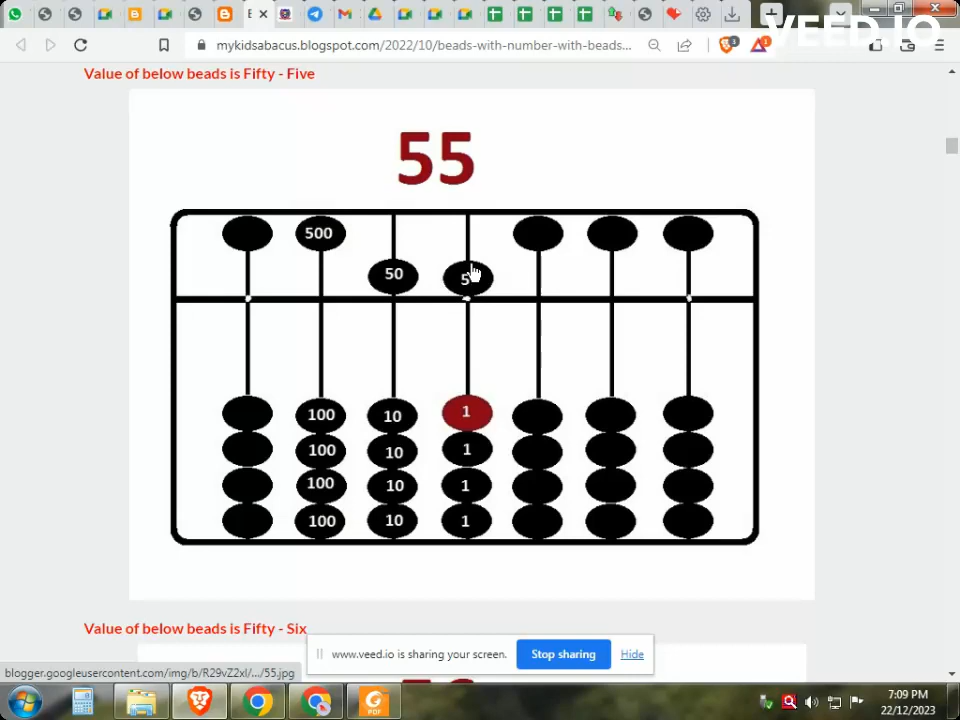 VEED.IO
mykidsabacus.blogspot.com/2022/10/beads-with-number-with-beads...
Value of below beads is Fifty - Five
55
500
50 5
100 10 1
100 10 1
100 10 1
100 10 1
Value of below beads is Fifty - Six
www.veed.io is sharing your screen. Stop sharing Hide
blogger.googleusercontent.com/img/b/R29vZ2xl/.../55.jpg
7:09 PM
22/12/2023